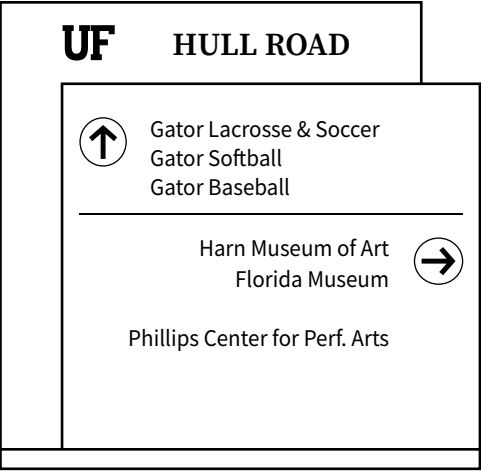 UF HULL ROAD
Gator Lacrosse & Soccer
Gator Softball
Gator Baseball
Harn Museum of Art
Florida Museum
Phillips Center for Perf. Arts